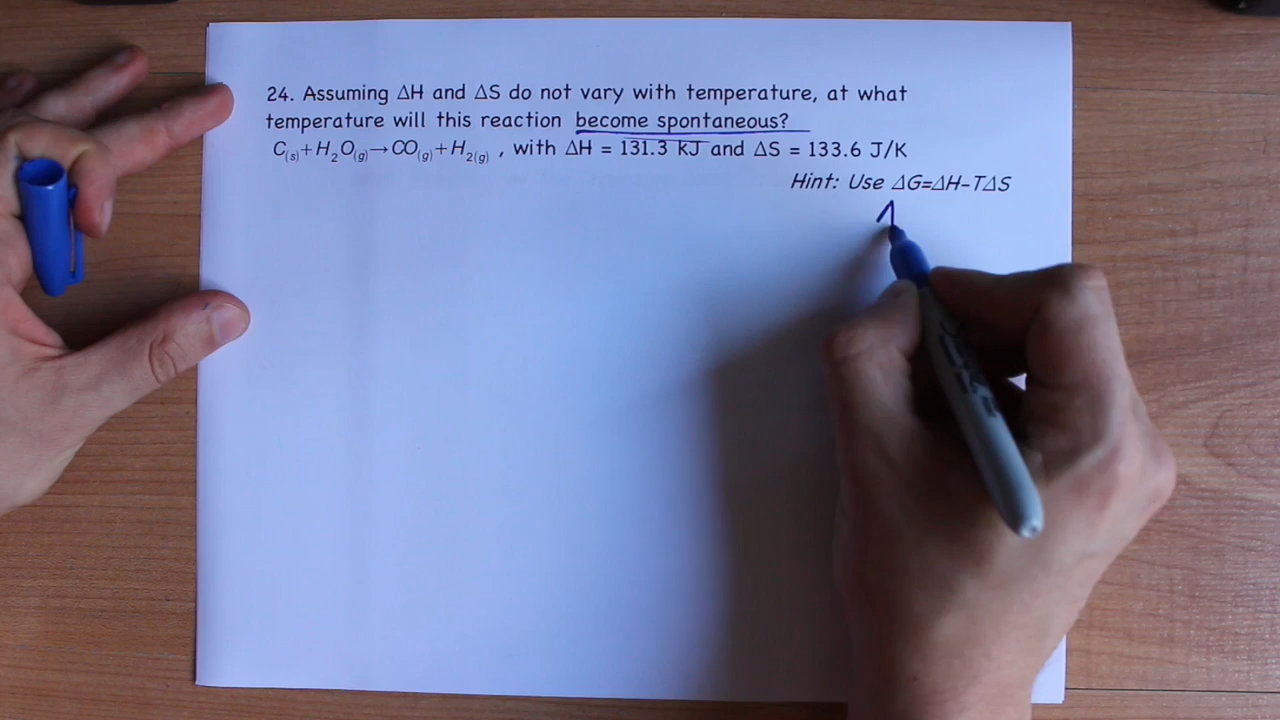 24. Assuming ΔH and ΔS do not vary with temperature, at what
temperature will this reaction become spontaneous?
C(s)+H2O(g)→CO(g)+H2(g) , with ΔH = 131.3 kJ and ΔS = 133.6 J/K
Hint: Use ΔG=ΔH-TΔS